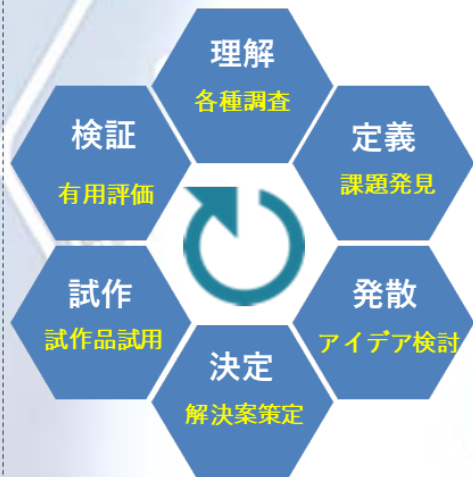 理解
各種調査
定義
課題発見
発散
アイデア検討
決定
解決案策定
試作
試作品試用
検証
有用評価